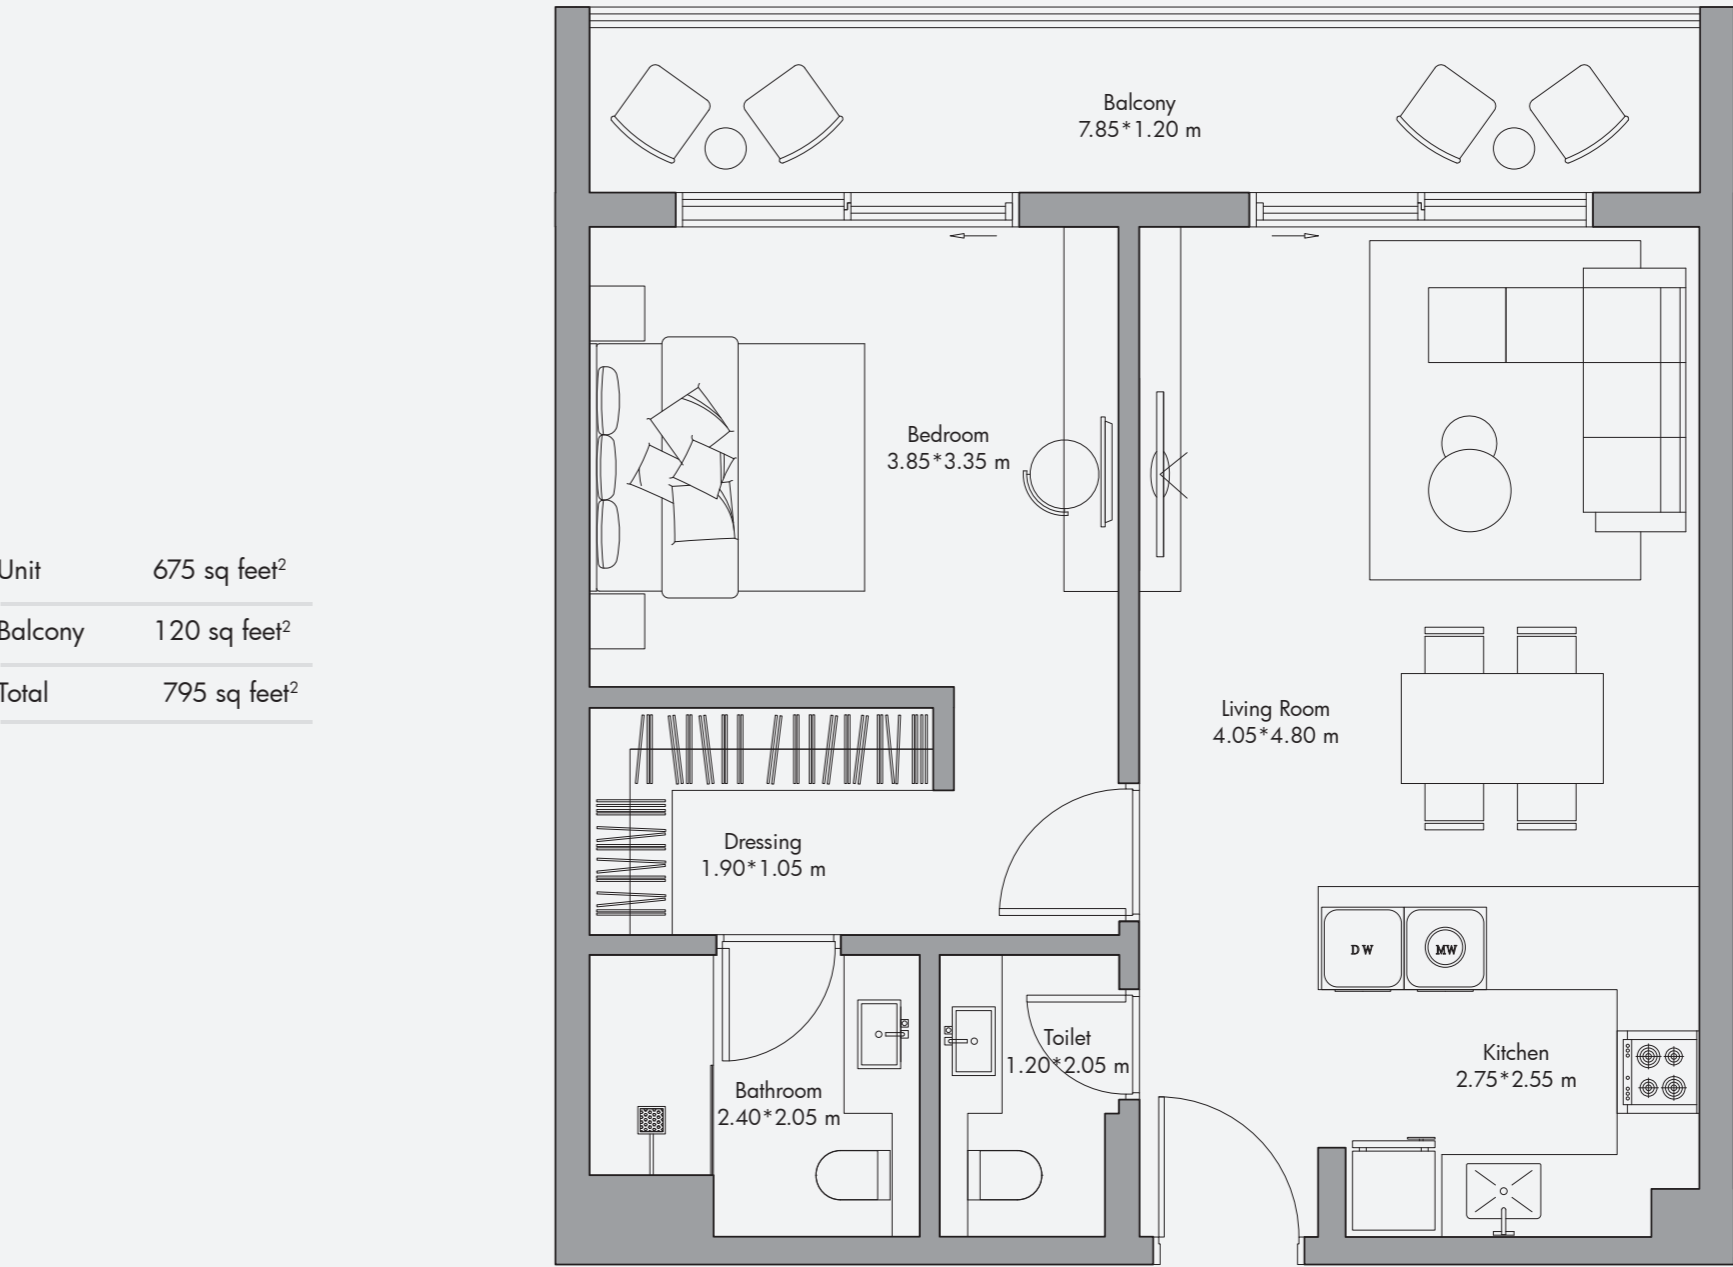 Balcony
7.85*1.20 m
Bedroom
3.85*3.35 m
Unit 675 sq feet²
Balcony 120 sq feet²
Total 795 sq feet²
Living Room
4.05*4.80 m
Dressing
1.90*1.05 m
DW MW
Toilet
1.20*2.05 m
Kitchen
2.75*2.55 m
Bathroom
2.40*2.05 m